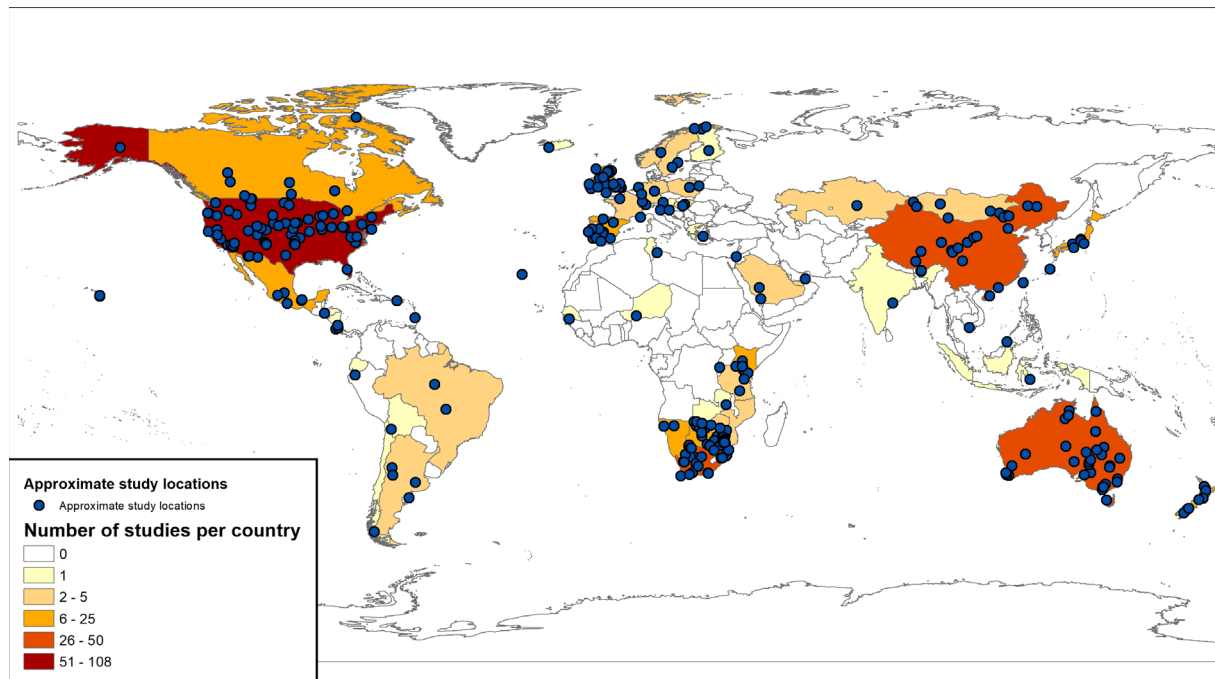 Approximate study locations
Approximate study locations
Number of studies per country
0
1
2 - 5
6 - 25
26 - 50
51 - 108